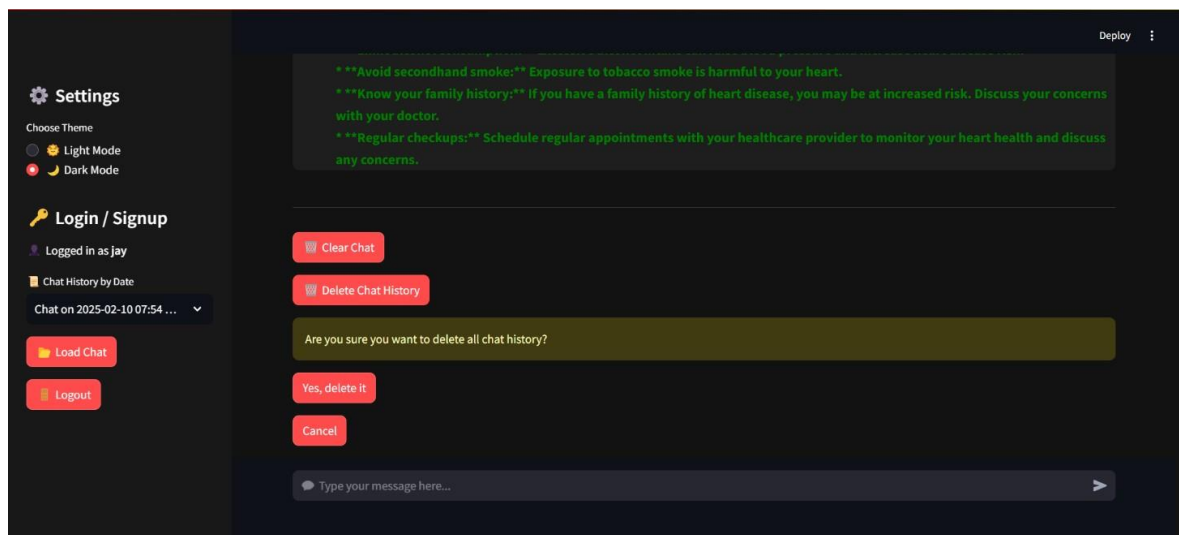 Deploy
Settings
Choose Theme
Light Mode
Dark Mode
Login / Signup
Logged in as jay
Chat History by Date
Chat on 2025-02-10 07:54 ...
Load Chat
Logout
* **Avoid secondhand smoke:** Exposure to tobacco smoke is harmful to your heart.
* **Know your family history:** If you have a family history of heart disease, you may be at increased risk. Discuss your concerns
with your doctor.
* **Regular checkups:** Schedule regular appointments with your healthcare provider to monitor your heart health and discuss
any concerns.
Clear Chat
Delete Chat History
Are you sure you want to delete all chat history?
Yes, delete it
Cancel
Type your message here...